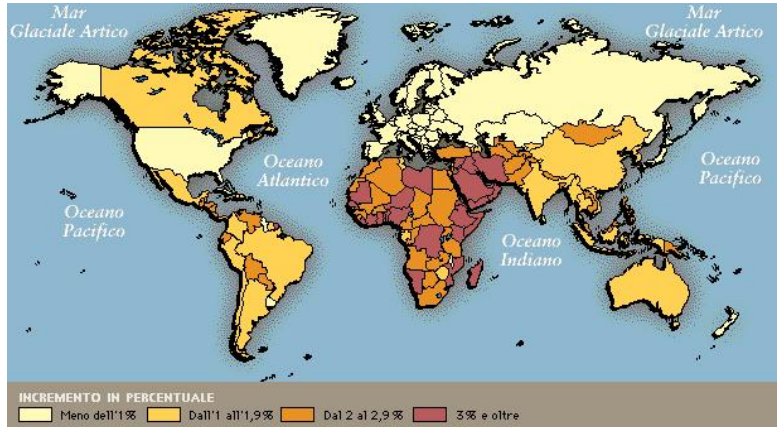 Mar
Glaciale Artico
Mar
Glaciale Artico
Oceano
Atlantico
Oceano
Pacifico
Oceano
Pacifico
Oceano
Indiano
INCREMENTO IN PERCENTUALE
Meno dell'1% Dall'1 all'1,9% Dal 2 al 2,9% 3% e oltre